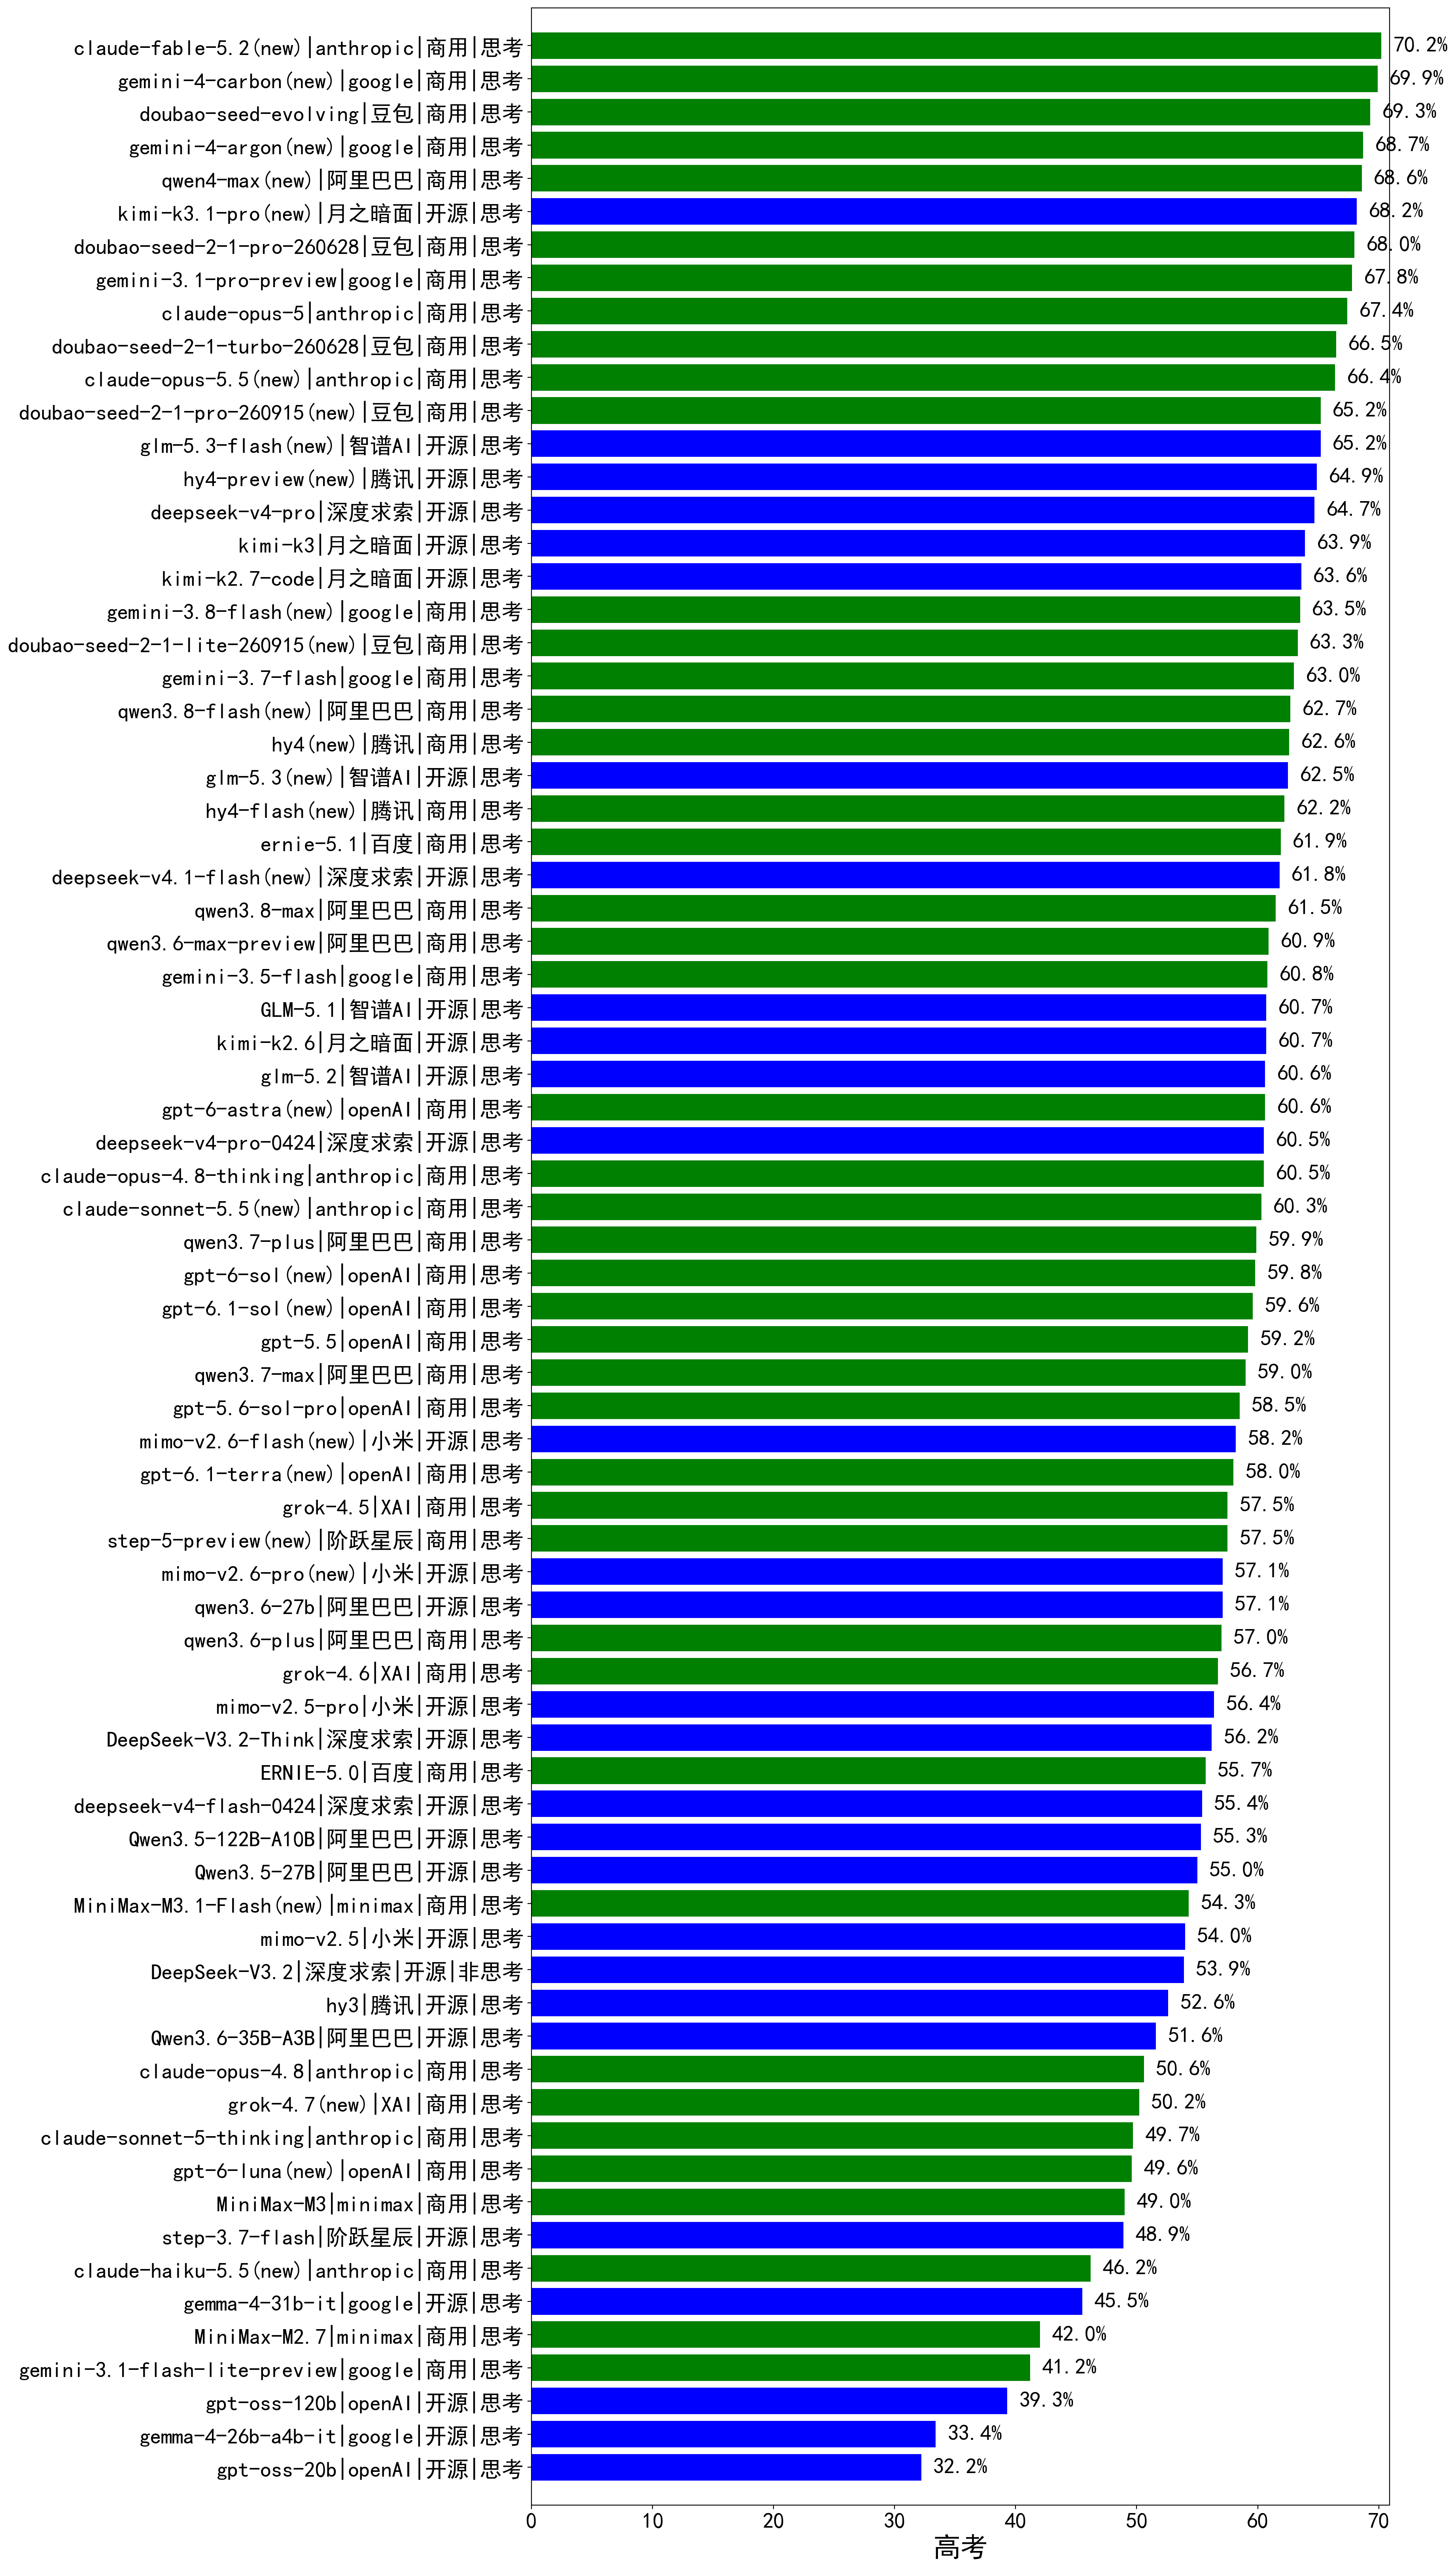 claude-fable-5.2(new)|anthropic|商用|思考 70.2%
gemini-4-carbon(new)|google|商用|思考 69.9%
doubao-seed-evolving|豆包|商用|思考 69.3%
gemini-4-argon(new)|google|商用|思考 68.7%
qwen4-max(new)|阿里巴巴|商用|思考 68.6%
kimi-k3.1-pro(new)|月之暗面|开源|思考 68.2%
doubao-seed-2-1-pro-260628|豆包|商用|思考 68.0%
gemini-3.1-pro-preview|google|商用|思考 67.8%
claude-opus-5|anthropic|商用|思考 67.4%
doubao-seed-2-1-turbo-260628|豆包|商用|思考 66.5%
claude-opus-5.5(new)|anthropic|商用|思考 66.4%
doubao-seed-2-1-pro-260915(new)|豆包|商用|思考 65.2%
glm-5.3-flash(new)|智谱AI|开源|思考 65.2%
hy4-preview(new)|腾讯|开源|思考 64.9%
deepseek-v4-pro|深度求索|开源|思考 64.7%
kimi-k3|月之暗面|开源|思考 63.9%
kimi-k2.7-code|月之暗面|开源|思考 63.6%
gemini-3.8-flash(new)|google|商用|思考 63.5%
doubao-seed-2-1-lite-260915(new)|豆包|商用|思考 63.3%
gemini-3.7-flash|google|商用|思考 63.0%
qwen3.8-flash(new)|阿里巴巴|商用|思考 62.7%
hy4(new)|腾讯|商用|思考 62.6%
glm-5.3(new)|智谱AI|开源|思考 62.5%
hy4-flash(new)|腾讯|商用|思考 62.2%
ernie-5.1|百度|商用|思考 61.9%
deepseek-v4.1-flash(new)|深度求索|开源|思考 61.8%
qwen3.8-max|阿里巴巴|商用|思考 61.5%
qwen3.6-max-preview|阿里巴巴|商用|思考 60.9%
gemini-3.5-flash|google|商用|思考 60.8%
GLM-5.1|智谱AI|开源|思考 60.7%
kimi-k2.6|月之暗面|开源|思考 60.7%
glm-5.2|智谱AI|开源|思考 60.6%
gpt-6-astra(new)|openAI|商用|思考 60.6%
deepseek-v4-pro-0424|深度求索|开源|思考 60.5%
claude-opus-4.8-thinking|anthropic|商用|思考 60.5%
claude-sonnet-5.5(new)|anthropic|商用|思考 60.3%
qwen3.7-plus|阿里巴巴|商用|思考 59.9%
gpt-6-sol(new)|openAI|商用|思考 59.8%
gpt-6.1-sol(new)|openAI|商用|思考 59.6%
gpt-5.5|openAI|商用|思考 59.2%
qwen3.7-max|阿里巴巴|商用|思考 59.0%
gpt-5.6-sol-pro|openAI|商用|思考 58.5%
mimo-v2.6-flash(new)|小米|开源|思考 58.2%
gpt-6.1-terra(new)|openAI|商用|思考 58.0%
grok-4.5|XAI|商用|思考 57.5%
step-5-preview(new)|阶跃星辰|商用|思考 57.5%
mimo-v2.6-pro(new)|小米|开源|思考 57.1%
qwen3.6-27b|阿里巴巴|开源|思考 57.1%
qwen3.6-plus|阿里巴巴|商用|思考 57.0%
grok-4.6|XAI|商用|思考 56.7%
mimo-v2.5-pro|小米|开源|思考 56.4%
DeepSeek-V3.2-Think|深度求索|开源|思考 56.2%
ERNIE-5.0|百度|商用|思考 55.7%
deepseek-v4-flash-0424|深度求索|开源|思考 55.4%
Qwen3.5-122B-A10B|阿里巴巴|开源|思考 55.3%
Qwen3.5-27B|阿里巴巴|开源|思考 55.0%
MiniMax-M3.1-Flash(new)|minimax|商用|思考 54.3%
mimo-v2.5|小米|开源|思考 54.0%
DeepSeek-V3.2|深度求索|开源|非思考 53.9%
hy3|腾讯|开源|思考 52.6%
Qwen3.6-35B-A3B|阿里巴巴|开源|思考 51.6%
claude-opus-4.8|anthropic|商用|思考 50.6%
grok-4.7(new)|XAI|商用|思考 50.2%
claude-sonnet-5-thinking|anthropic|商用|思考 49.7%
gpt-6-luna(new)|openAI|商用|思考 49.6%
MiniMax-M3|minimax|商用|思考 49.0%
step-3.7-flash|阶跃星辰|开源|思考 48.9%
claude-haiku-5.5(new)|anthropic|商用|思考 46.2%
gemma-4-31b-it|google|开源|思考 45.5%
MiniMax-M2.7|minimax|商用|思考 42.0%
gemini-3.1-flash-lite-preview|google|商用|思考 41.2%
gpt-oss-120b|openAI|开源|思考 39.3%
gemma-4-26b-a4b-it|google|开源|思考 33.4%
gpt-oss-20b|openAI|开源|思考 32.2%
0 10 20 30 40 50 60 70
高考